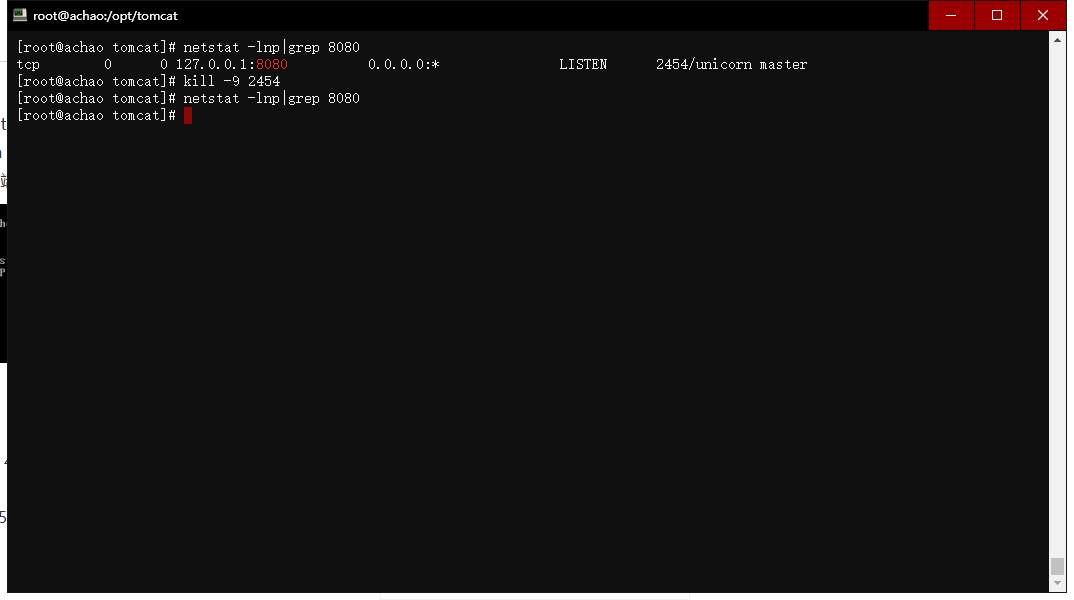 root@achao:/opt/tomcat
[root@achao tomcat]# netstat -lnp|grep 8080
tcp        0      0 127.0.0.1:8080          0.0.0.0:*               LISTEN      2454/unicorn master
[root@achao tomcat]# kill -9 2454
[root@achao tomcat]# netstat -lnp|grep 8080
[root@achao tomcat]#